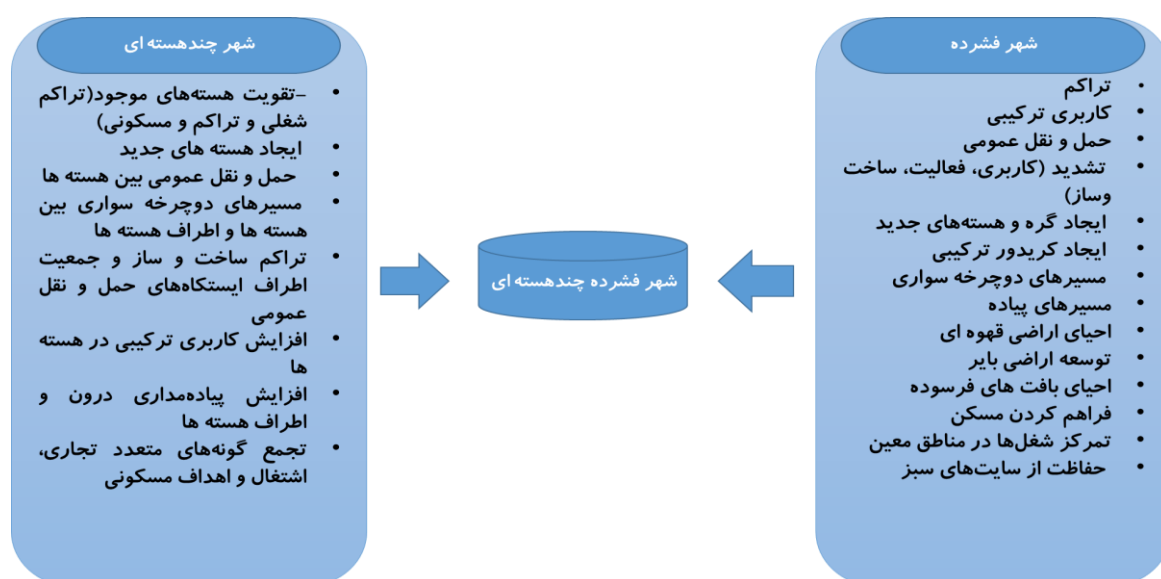 شهر فشرده
• تراکم
• کاربری ترکیبی
• حمل و نقل عمومی
• تشدید (کاربری، فعالیت، ساخت
وساز)
• ایجاد گره و هسته‌های جدید
• ایجاد کریدور ترکیبی
• مسیرهای دوچرخه سواری
• مسیرهای پیاده
• احیای اراضی قهوه ای
• توسعه اراضی بایر
• احیای بافت های فرسوده
• فراهم کردن مسکن
• تمرکز شغل‌ها در مناطق معین
• حفاظت از سایت‌های سبز
شهر فشرده چندهسته ای
شهر چندهسته ای
• –تقویت هسته‌های موجود(تراکم
شغلی و تراکم و مسکونی)
• ایجاد هسته های جدید
• حمل و نقل عمومی بین هسته ها
• مسیرهای دوچرخه سواری بین
هسته ها و اطراف هسته ها
• تراکم ساخت و ساز و جمعیت
اطراف ایستگاه‌های حمل و نقل
عمومی
• افزایش کاربری ترکیبی در هسته
ها
• افزایش پیاده‌مداری درون و
اطراف هسته ها
• تجمع گونه‌های متعدد تجاری،
اشتغال و اهداف مسکونی